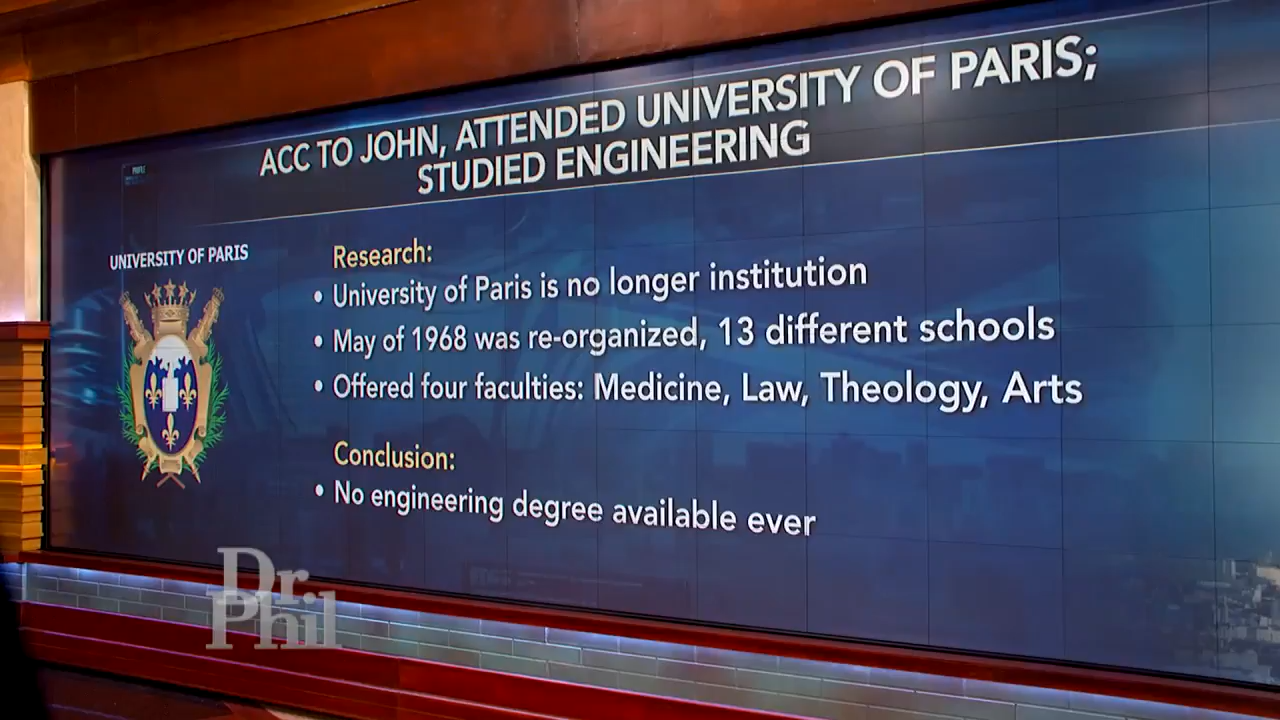 ACC TO JOHN, ATTENDED UNIVERSITY OF PARIS;
STUDIED ENGINEERING
UNIVERSITY OF PARIS
Research:
• University of Paris is no longer institution
• May of 1968 was re-organized, 13 different schools
• Offered four faculties: Medicine, Law, Theology, Arts
Conclusion:
• No engineering degree available ever
Dr.
Phil